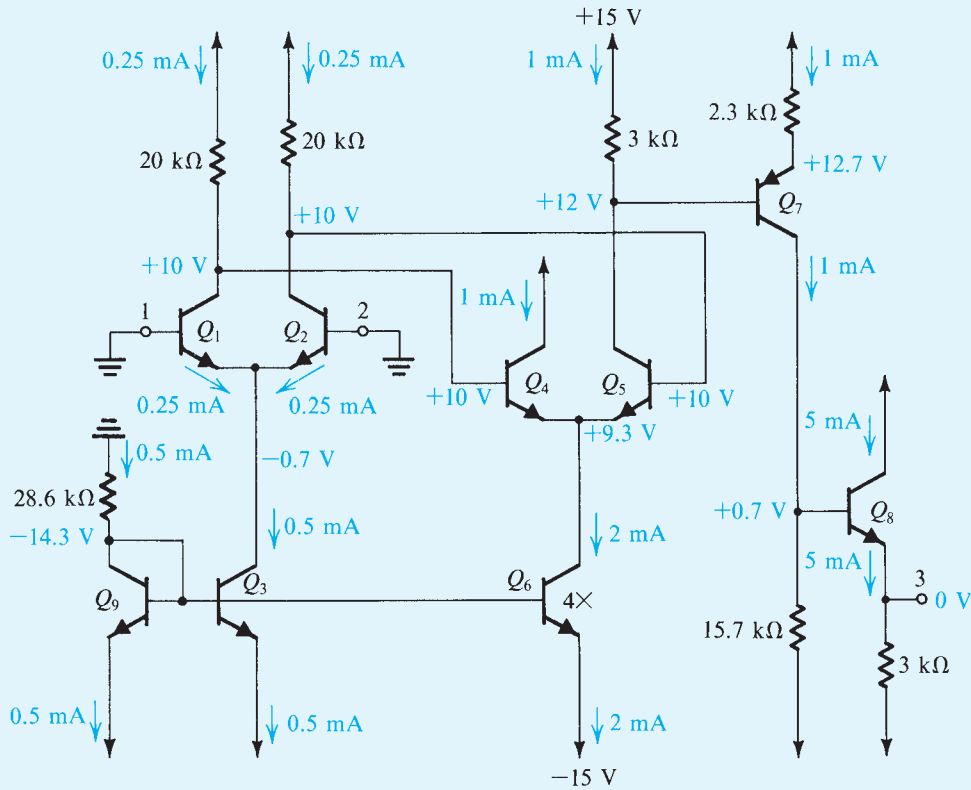 +15 V
0.25 mA
0.25 mA
1 mA
1 mA
20 kΩ
20 kΩ
3 kΩ
2.3 kΩ
+12.7 V
+10 V
+12 V
Q7
+10 V
1 mA
1 mA
1
Q1
Q2
2
+10 V
Q4
Q5
+10 V
0.25 mA
0.25 mA
+9.3 V
0.5 mA
−0.7 V
5 mA
28.6 kΩ
−14.3 V
0.5 mA
2 mA
+0.7 V
Q8
5 mA
Q9
Q3
Q6
4×
3
0 V
15.7 kΩ
3 kΩ
0.5 mA
0.5 mA
2 mA
−15 V